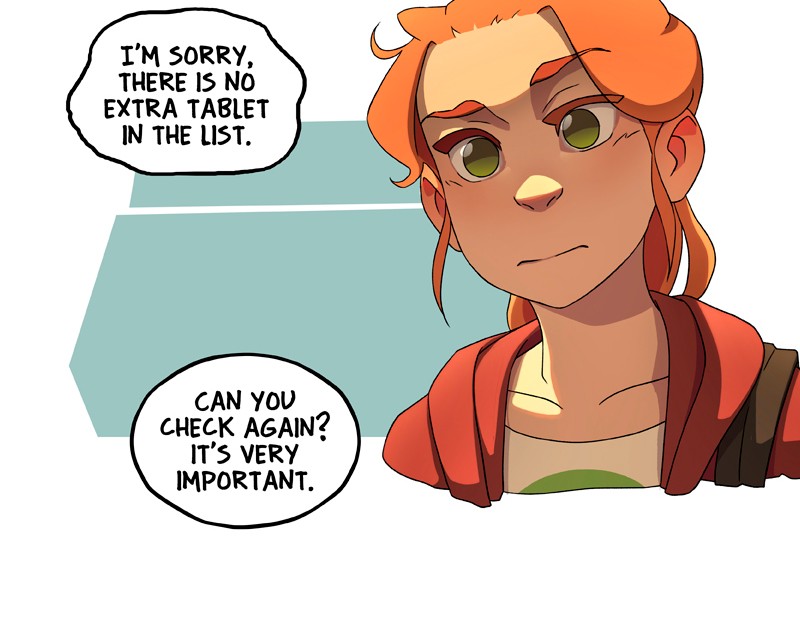 I'M SORRY,
THERE IS NO
EXTRA TABLET
IN THE LIST.
CAN YOU
CHECK AGAIN?
IT'S VERY
IMPORTANT.